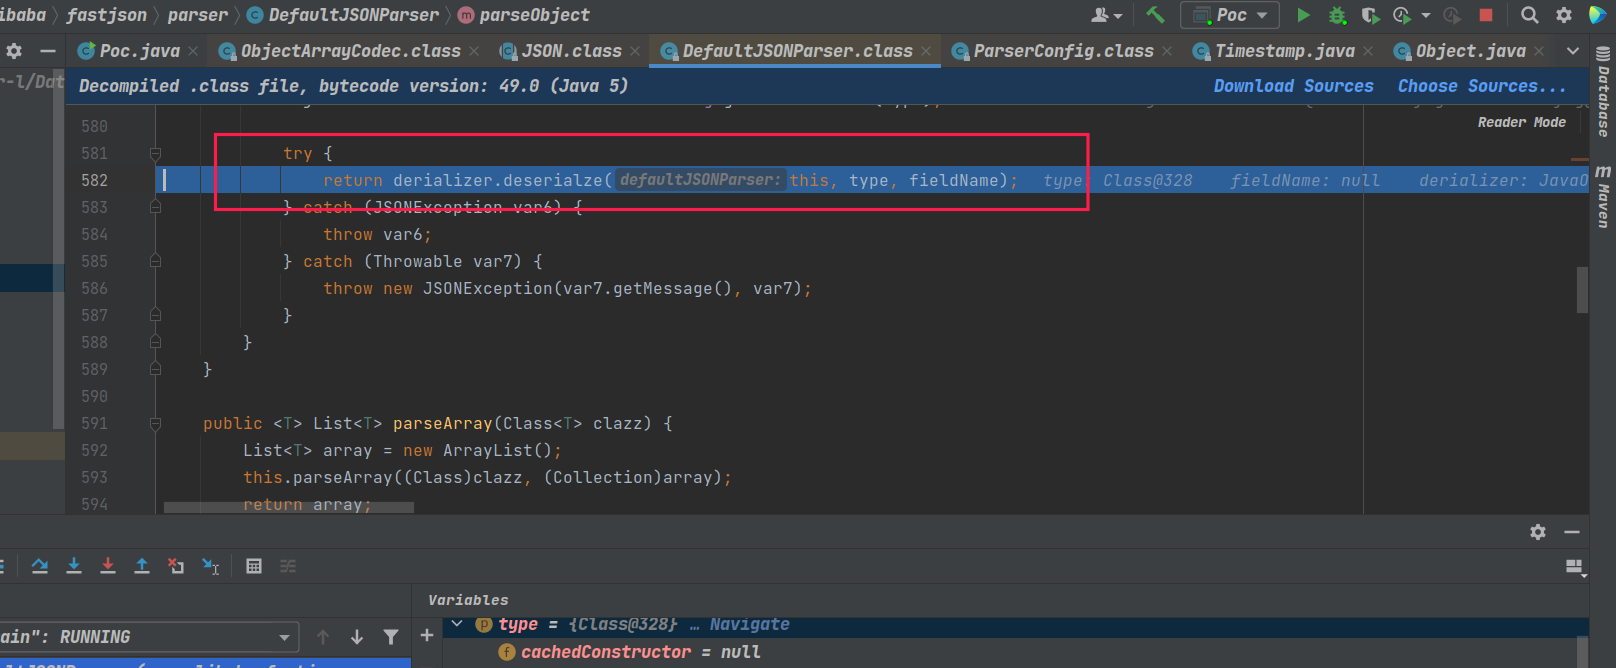 ibaba fastjson parser DefaultJSONParser parseObject Poc
Poc.java ObjectArrayCodec.class JSON.class DefaultJSONParser.class ParserConfig.class Timestamp.java Object.java
Decompiled .class file, bytecode version: 49.0 (Java 5) Download Sources Choose Sources...
r-l/Dat
Database
Maven
Reader Mode
580
581 try {
582 return derializer.deserialze( defaultJSONParser: this, type, fieldName); type: Class@328 fieldName: null derializer: JavaO
583 } catch (JSONException var6) {
584 throw var6;
585 } catch (Throwable var7) {
586 throw new JSONException(var7.getMessage(), var7);
587 }
588 }
589 }
590
591 public <T> List<T> parseArray(Class<T> clazz) {
592 List<T> array = new ArrayList();
593 this.parseArray((Class)clazz, (Collection)array);
594 return array;
Variables
ain": RUNNING
type = {Class@328} … Navigate
cachedConstructor = null